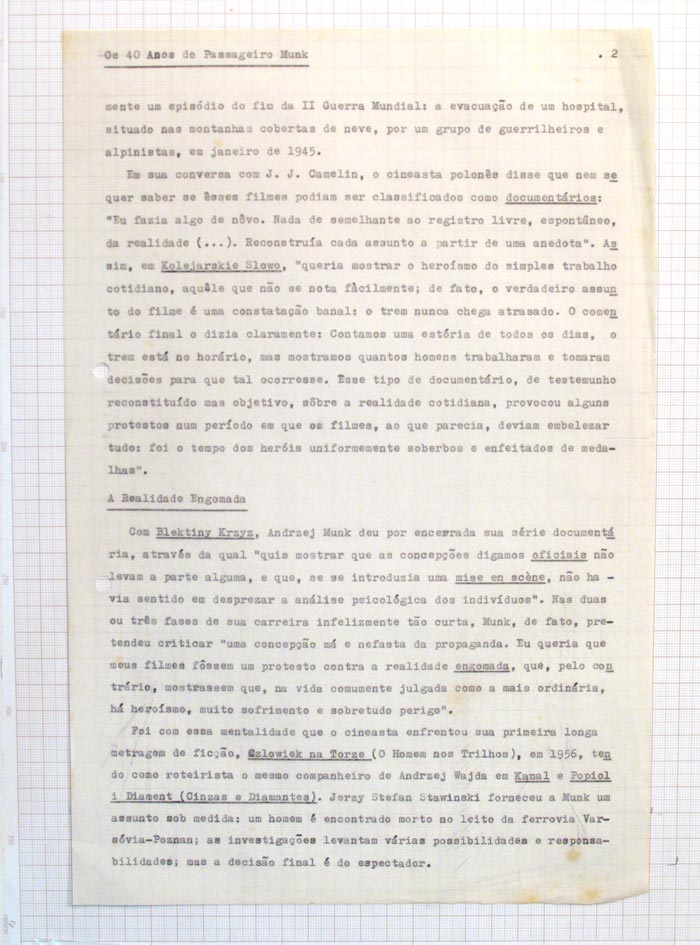 Os 40 Anos do Passageiro Munk . 2
mente um episódio do fim da II Guerra Mundial: a evacuação de um hospital,
situado nas montanhas cobertas de neve, por um grupo de guerrilheiros e
alpinistas, em janeiro de 1945.
Em sua conversa com J. J. Camelin, o cineasta polonês disse que nem se
quer saber se êsses filmes podiam ser classificados como documentários:
"Eu fazia algo de nôvo. Nada de semelhante ao registro livre, espontâneo,
da realidade (...). Reconstruía cada assunto a partir de uma anedota". As
sim, em Kolejarskie Slowo, "queria mostrar o heroísmo do simples trabalho
cotidiano, aquêle que não se nota fàcilmente; de fato, o verdadeiro assun
to do filme é uma constatação banal: o trem nunca chega atrasado. O comen
tário final o dizia claramente: Contamos uma estória de todos os dias, o
trem está no horário, mas mostramos quantos homens trabalharam e tomaram
decisões para que tal ocorresse. Esse tipo de documentário, de testemunho
reconstituído mas objetivo, sôbre a realidade cotidiana, provocou alguns
protestos num período em que os filmes, ao que parecia, deviam embelezar
tudo: foi o tempo dos heróis uniformemente soberbos e enfeitados de meda-
lhas".
A Realidade Engomada
Com Blektiny Krzyz, Andrzej Munk deu por encerrada sua série documentá
ria, através da qual "quis mostrar que as concepções digamos oficiais não
levam a parte alguma, e que, se se introduzia uma mise en scène, não ha -
via sentido em desprezar a análise psicológica dos indivíduos". Nas duas
ou três fases de sua carreira infelizmente tão curta, Munk, de fato, pre-
tendeu criticar "uma concepção má e nefasta da propaganda. Eu queria que
meus filmes fôssem um protesto contra a realidade engomada, que, pelo con
trário, mostrassem que, na vida comumente julgada como a mais ordinária,
há heroísmo, muito sofrimento e sobretudo perigo".
Foi com essa mentalidade que o cineasta enfrentou sua primeira longa
metragem de ficção, Czlowiek na Torze (O Homem nos Trilhos), em 1956, ten
do como roteirista o mesmo companheiro de Andrzej Wajda em Kanal e Popiol
i Diament (Cinzas e Diamantes). Jerzy Stefan Stawinski forneceu a Munk um
assunto sob medida: um homem é encontrado morto no leito da ferrovia Var-
sóvia-Poznan; as investigações levantam várias possibilidades e responsa-
bilidades; mas a decisão final é do espectador.